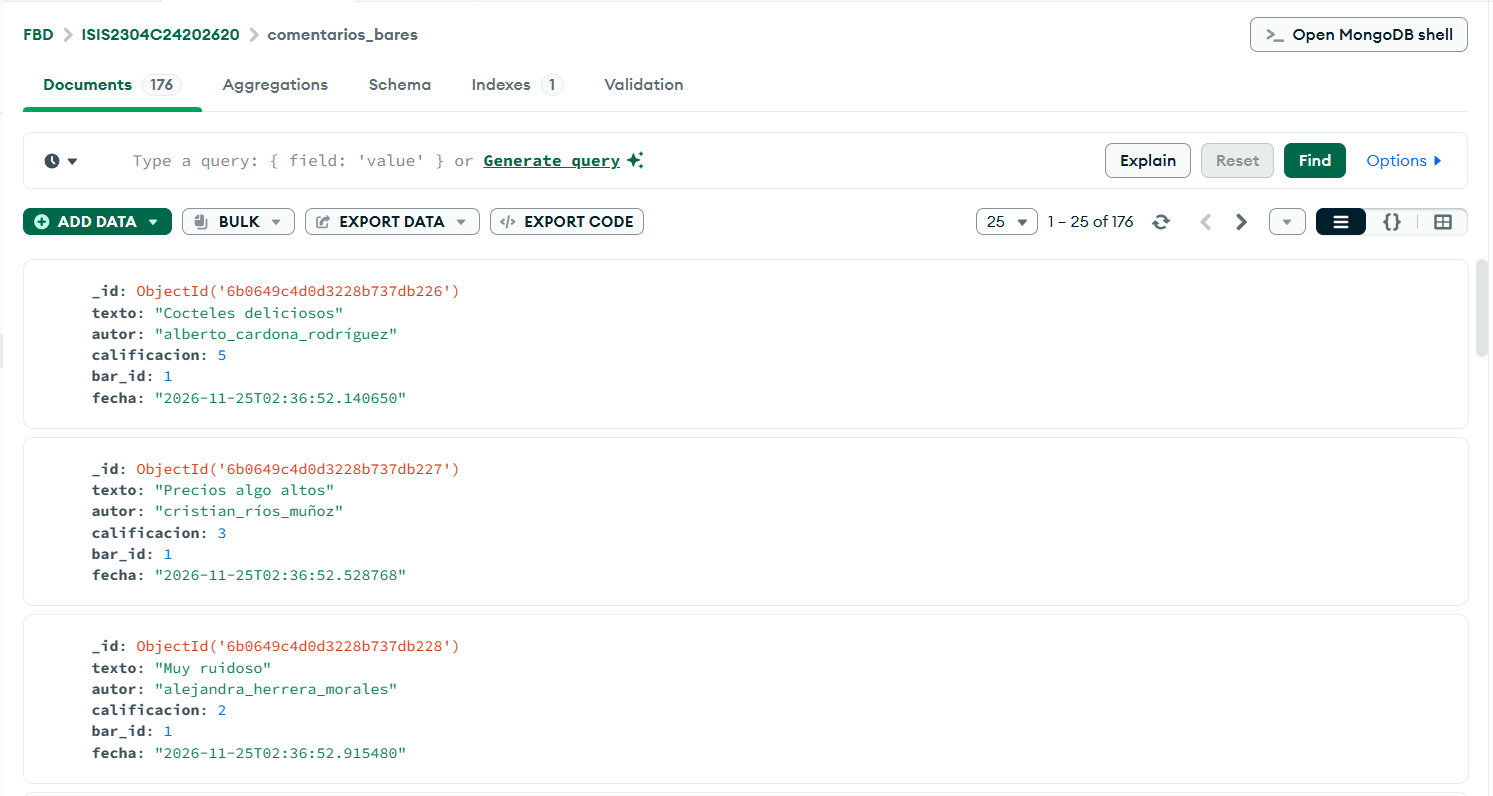 FBD > ISIS2304C24202620 > comentarios_bares
>_ Open MongoDB shell
Documents 176 Aggregations Schema Indexes 1 Validation
Type a query: { field: 'value' } or Generate query
Explain Reset Find Options
ADD DATA BULK EXPORT DATA </> EXPORT CODE
25 1 – 25 of 176 {}
_id: ObjectId('6b0649c4d0d3228b737db226')
texto: "Cocteles deliciosos"
autor: "alberto_cardona_rodríguez"
calificacion: 5
bar_id: 1
fecha: "2026-11-25T02:36:52.140650"
_id: ObjectId('6b0649c4d0d3228b737db227')
texto: "Precios algo altos"
autor: "cristian_ríos_muñoz"
calificacion: 3
bar_id: 1
fecha: "2026-11-25T02:36:52.528768"
_id: ObjectId('6b0649c4d0d3228b737db228')
texto: "Muy ruidoso"
autor: "alejandra_herrera_morales"
calificacion: 2
bar_id: 1
fecha: "2026-11-25T02:36:52.915480"